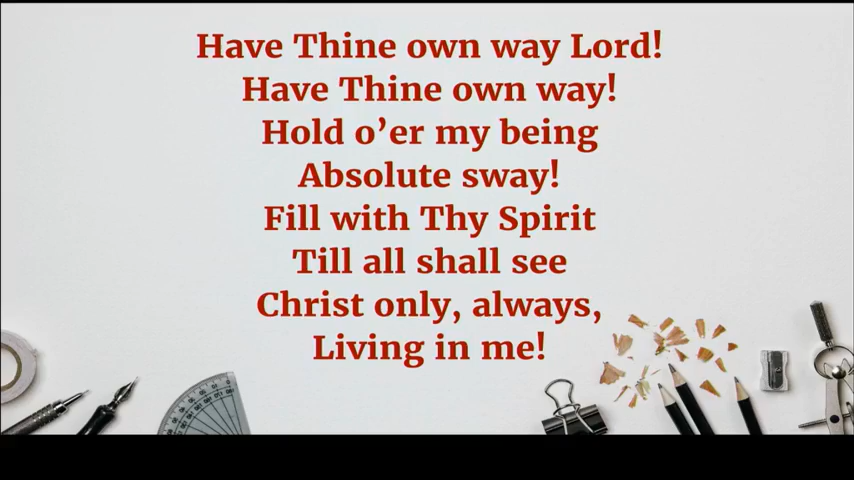 Have Thine own way Lord!
Have Thine own way!
Hold o’er my being
Absolute sway!
Fill with Thy Spirit
Till all shall see
Christ only, always,
Living in me!